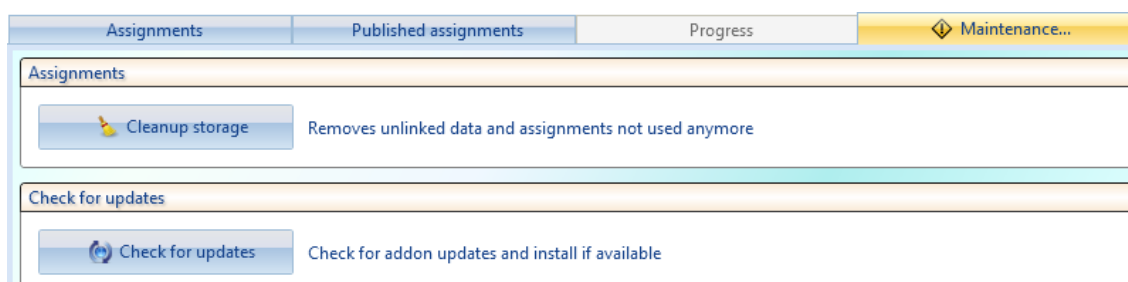 Assignments Published assignments Progress Maintenance...
Assignments
Cleanup storage Removes unlinked data and assignments not used anymore
Check for updates
Check for updates Check for addon updates and install if available